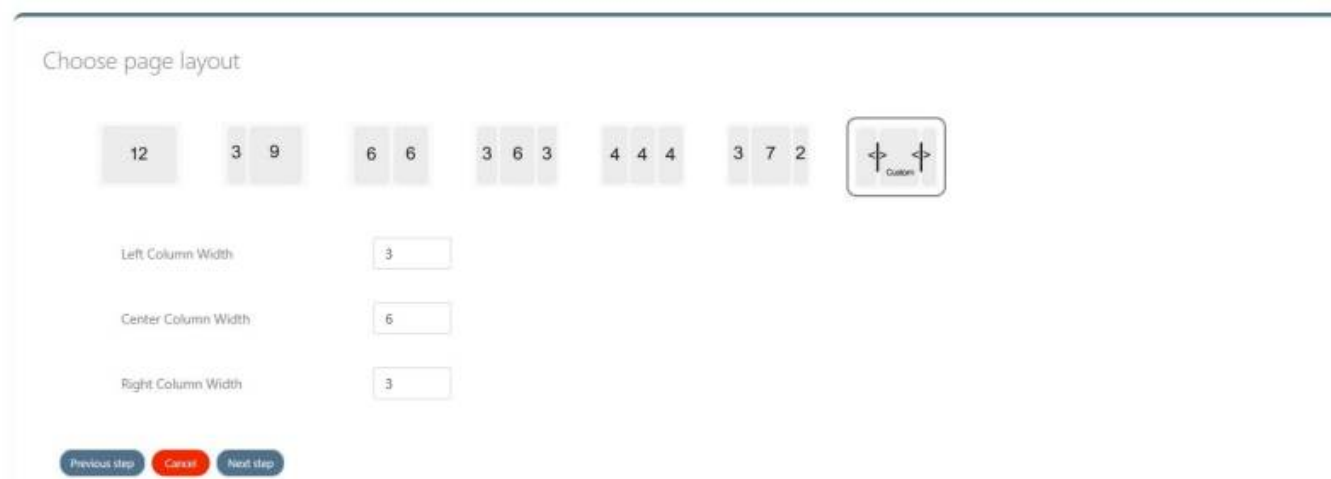 Choose page layout
12 3 9 6 6 3 6 3 4 4 4 3 7 2 <> <>
Custom
Left Column Width 3
Center Column Width 6
Right Column Width 3
Previous step Cancel Next step